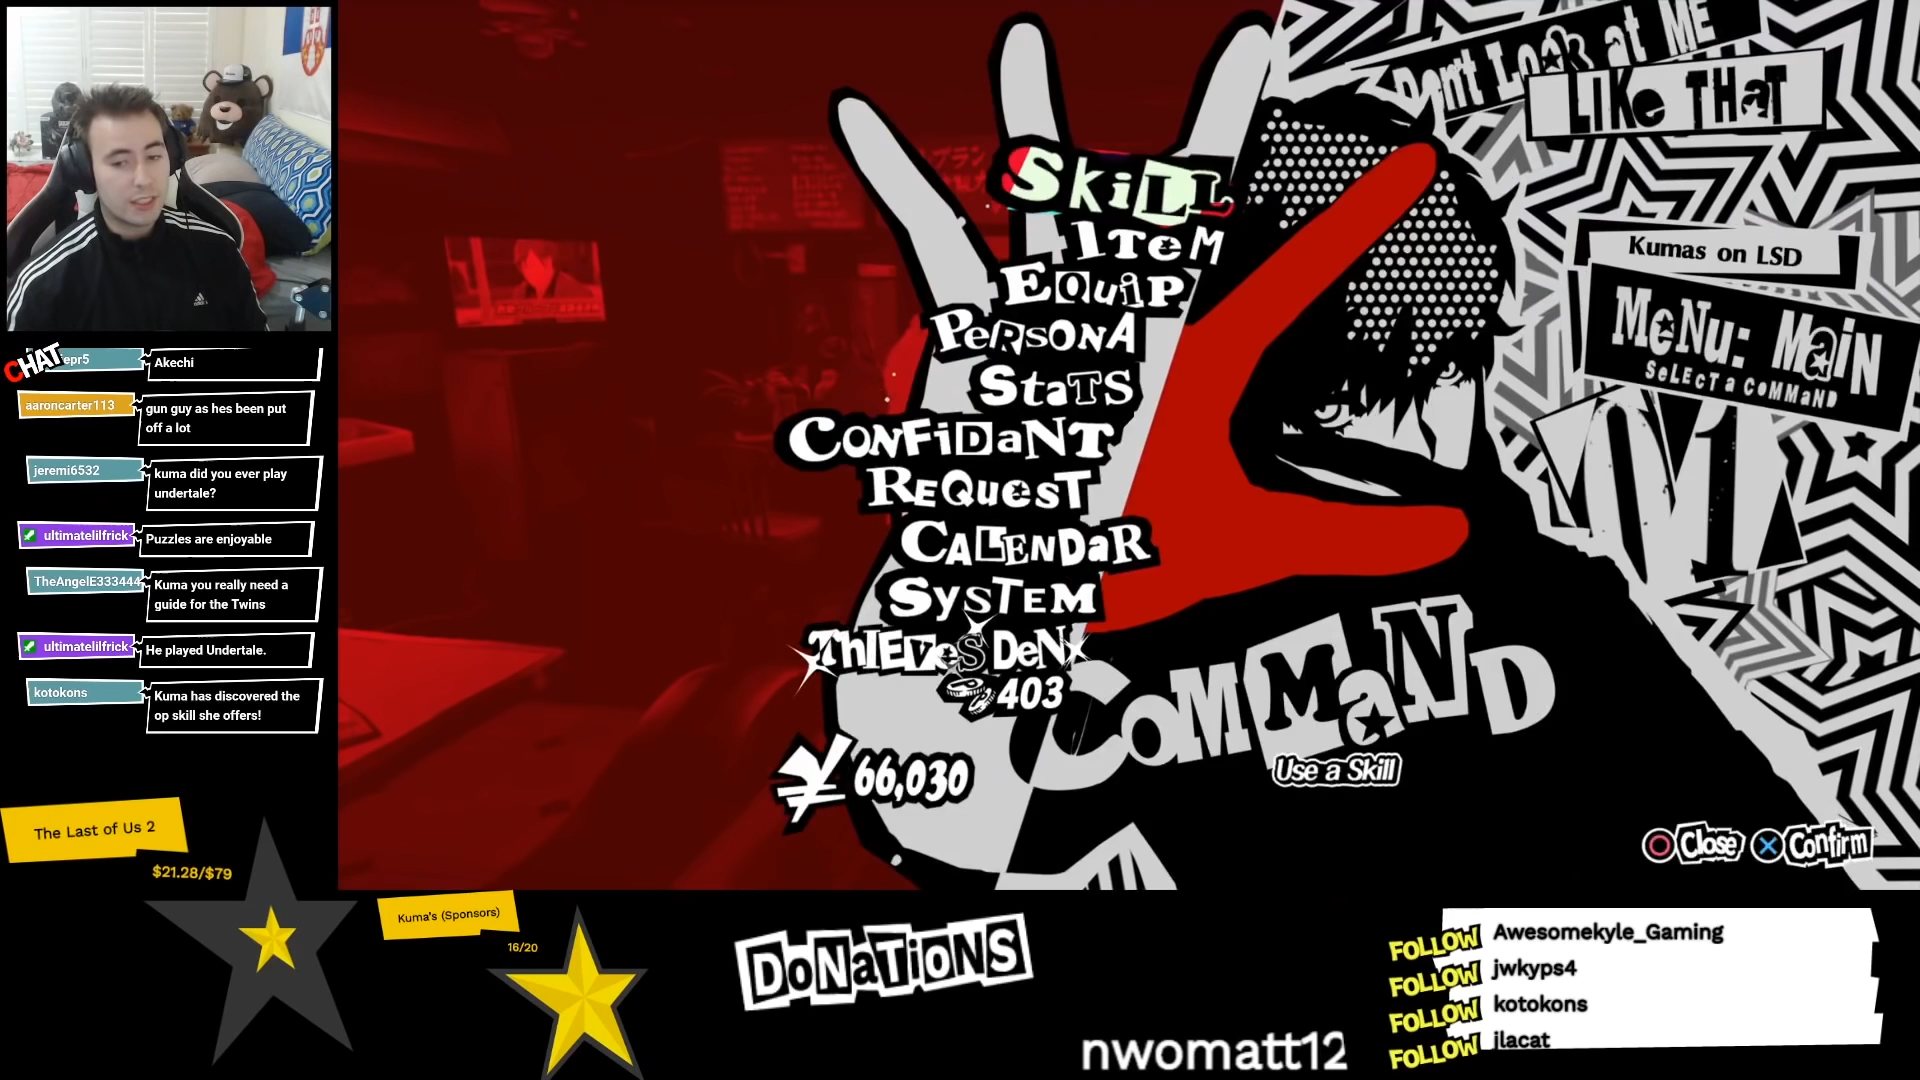 Don't Look at ME
LIKe THat
SKiLL
ITeM
EQuiP
PeRSONA
StaTS
CONFiDaNT
ReQuesT
CALENDaR
SySTEM
THIEVeS DeN
403
¥ 66,030
Kumas on LSD
MeNu: MaiN
SeLEcT a CoMMaND
01
CoMMaND
Use a Skill
Close
Confirm
CHAT
epr5
Akechi
aaroncarter113
gun guy as hes been put
off a lot
jeremi6532
kuma did you ever play
undertale?
ultimatelilfrick
Puzzles are enjoyable
TheAngelE333444
Kuma you really need a
guide for the Twins
ultimatelilfrick
He played Undertale.
kotokons
Kuma has discovered the
op skill she offers!
The Last of Us 2
$21.28/$79
Kuma's (Sponsors)
16/20
DoNaTiONS
nwomatt12
FOLLOW Awesomekyle_Gaming
FOLLOW jwkyps4
FOLLOW kotokons
FOLLOW jlacat